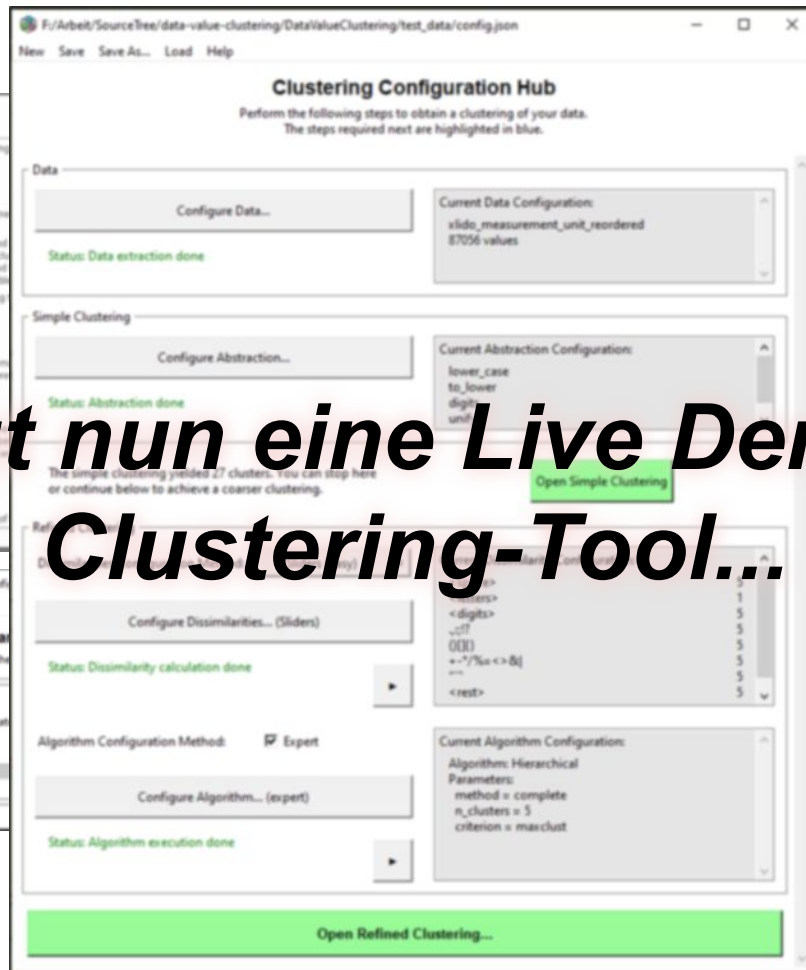 F:/Arbeit/SourceTree/data-value-clustering/DataValueClustering/test_data/config.json
New Save Save As... Load Help
Clustering Configuration Hub
Perform the following steps to obtain a clustering of your data.
The steps required next are highlighted in blue.
Data
Configure Data...
Status: Data extraction done
Current Data Configuration:
xlido_measurement_unit_reordered
87056 values
Simple Clustering
Configure Abstraction...
Status: Abstraction done
Current Abstraction Configuration:
lower_case
to_lower
nun eine Live
The simple clustering yielded 27 clusters. You can stop here
or continue below to achieve a coarser clustering.
Open Simple Clustering
Clustering-Tool...
<digits> 5
<rest> 5
Configure Dissimilarities... (Sliders)
Status: Dissimilarity calculation done
Algorithm Configuration Method: Expert
Configure Algorithm... (expert)
Status: Algorithm execution done
Current Algorithm Configuration:
Algorithm: Hierarchical
Parameters:
method = complete
n_clusters = 5
criterion = maxclust
Open Refined Clustering...